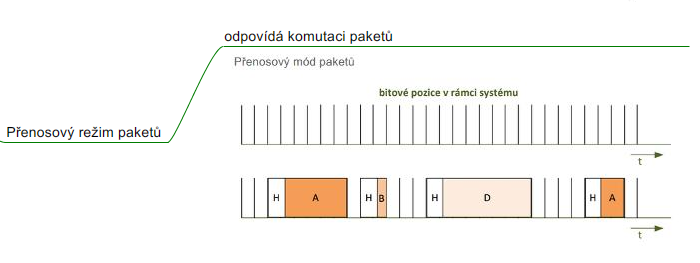 odpovídá komutaci paketů
Přenosový mód paketů
Přenosový režim paketů
bitové pozice v rámci systému
t
H A H B H D H A
t